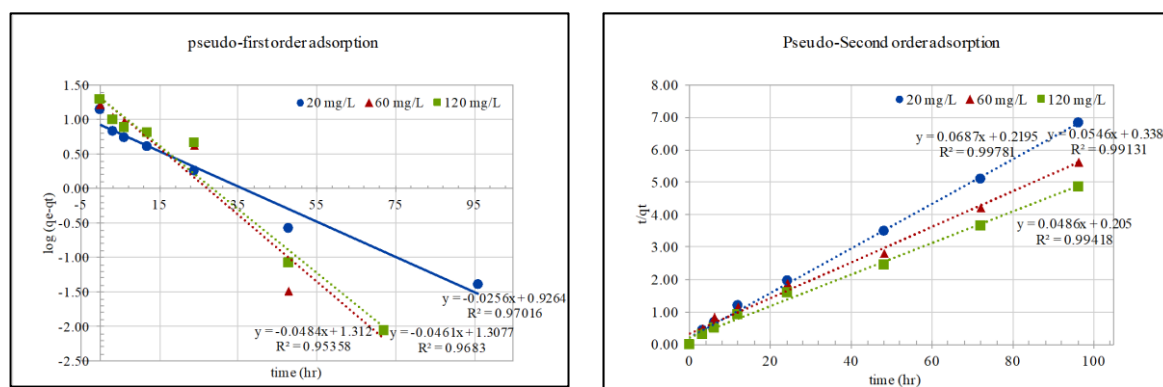 pseudo-first order adsorption
1.50
1.00
0.50
0.00
-0.50
-1.00
-1.50
-2.00
-2.50
log (qe-qt)
20 mg/L
60 mg/L
120 mg/L
-5
15
35
55
75
95
y = -0.0256x + 0.9264
R² = 0.97016
y = -0.0484x + 1.312
R² = 0.95358
y = -0.0461x + 1.3077
R² = 0.9683
time (hr)
Pseudo-Second order adsorption
8.00
7.00
6.00
5.00
4.00
3.00
2.00
1.00
0.00
t/qt
20 mg/L
60 mg/L
120 mg/L
y = 0.0687x + 0.2195
R² = 0.99781
y = 0.0546x + 0.338
R² = 0.99131
y = 0.0486x + 0.205
R² = 0.99418
0
20
40
60
80
100
time (hr)